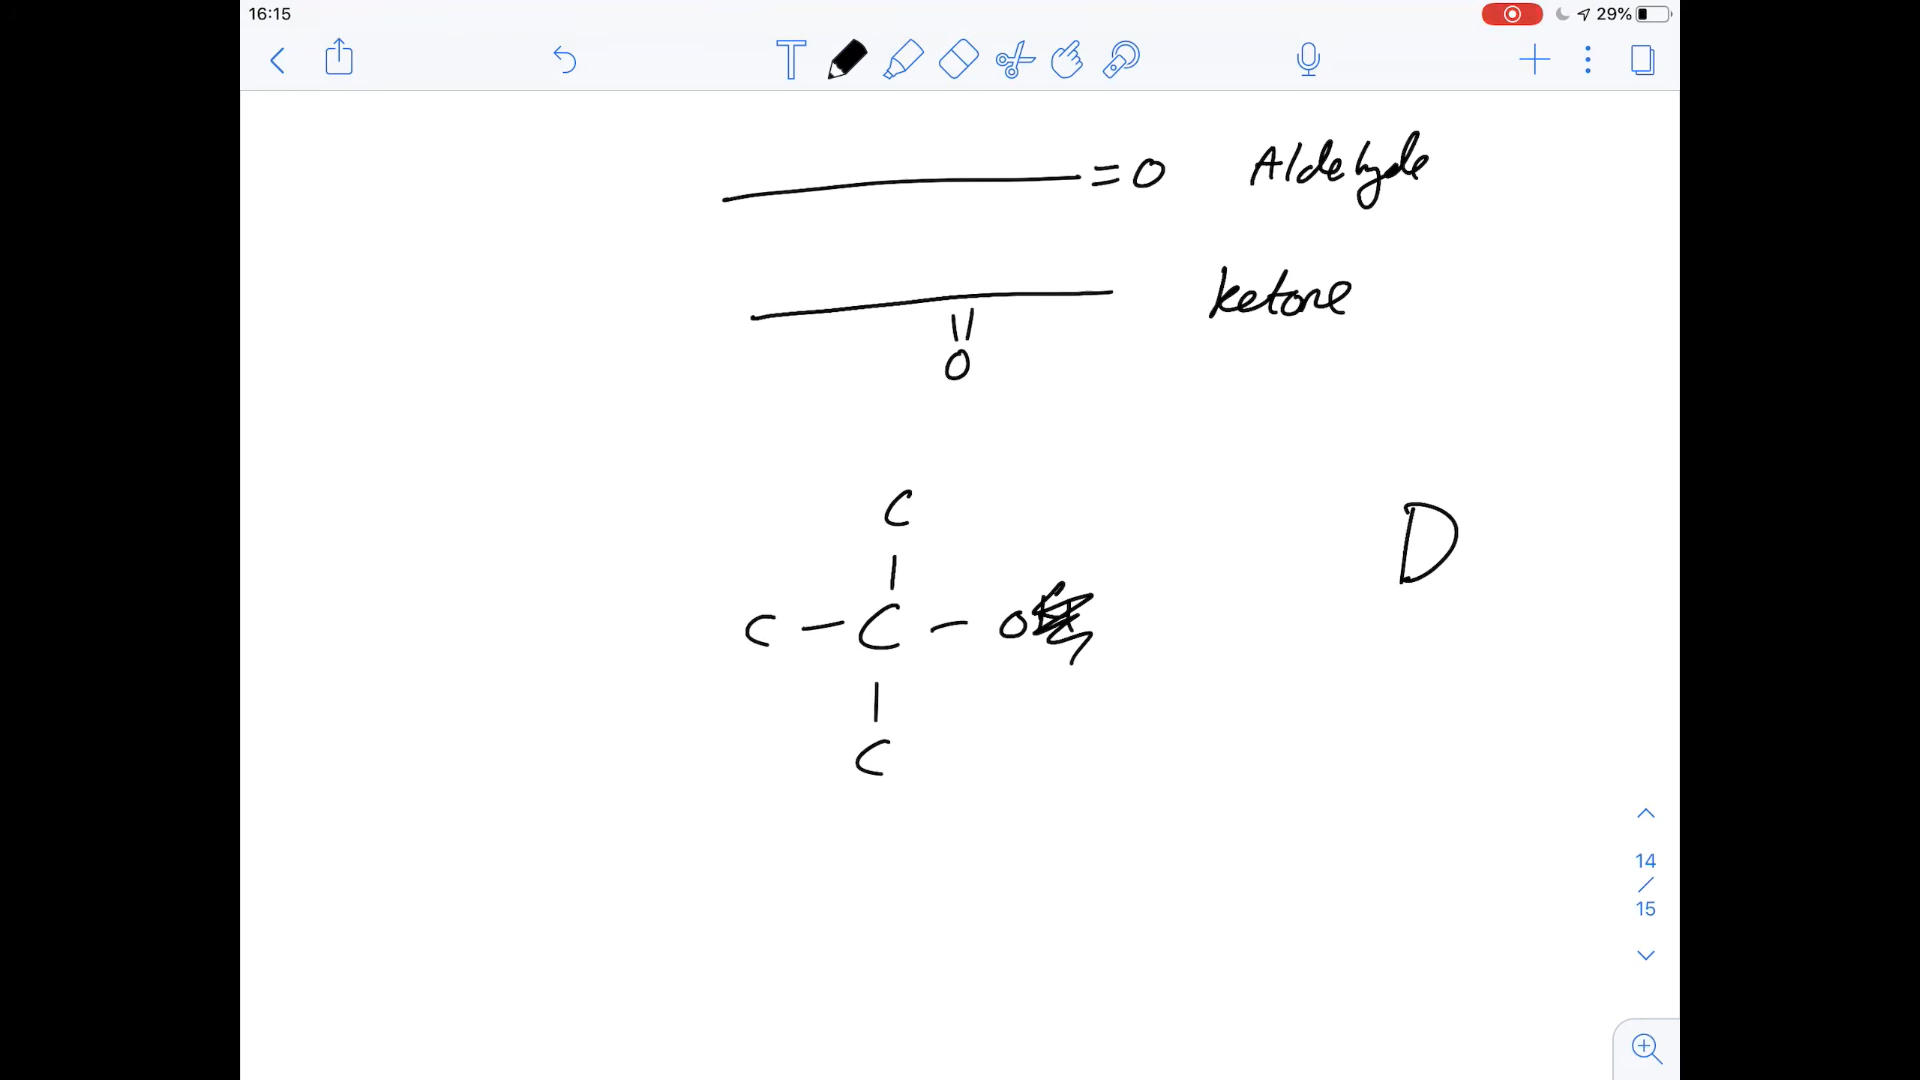 16:15
29%
T
=O Aldehyde
ketone
O
C
D
C - C - O
C
14
/
15